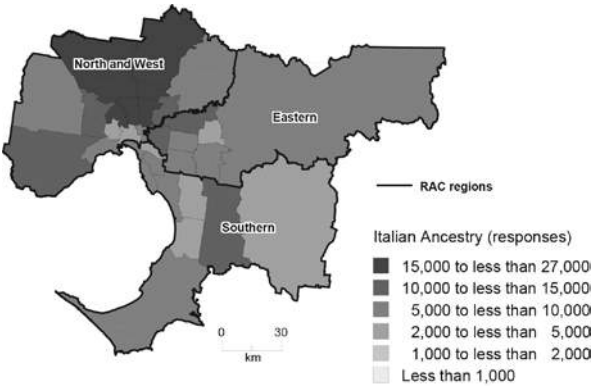 North and West
Eastern
RAC regions
Southern
Italian Ancestry (responses)
15,000 to less than 27,000
10,000 to less than 15,000
5,000 to less than 10,000
2,000 to less than 5,000
1,000 to less than 2,000
Less than 1,000
0 30
km